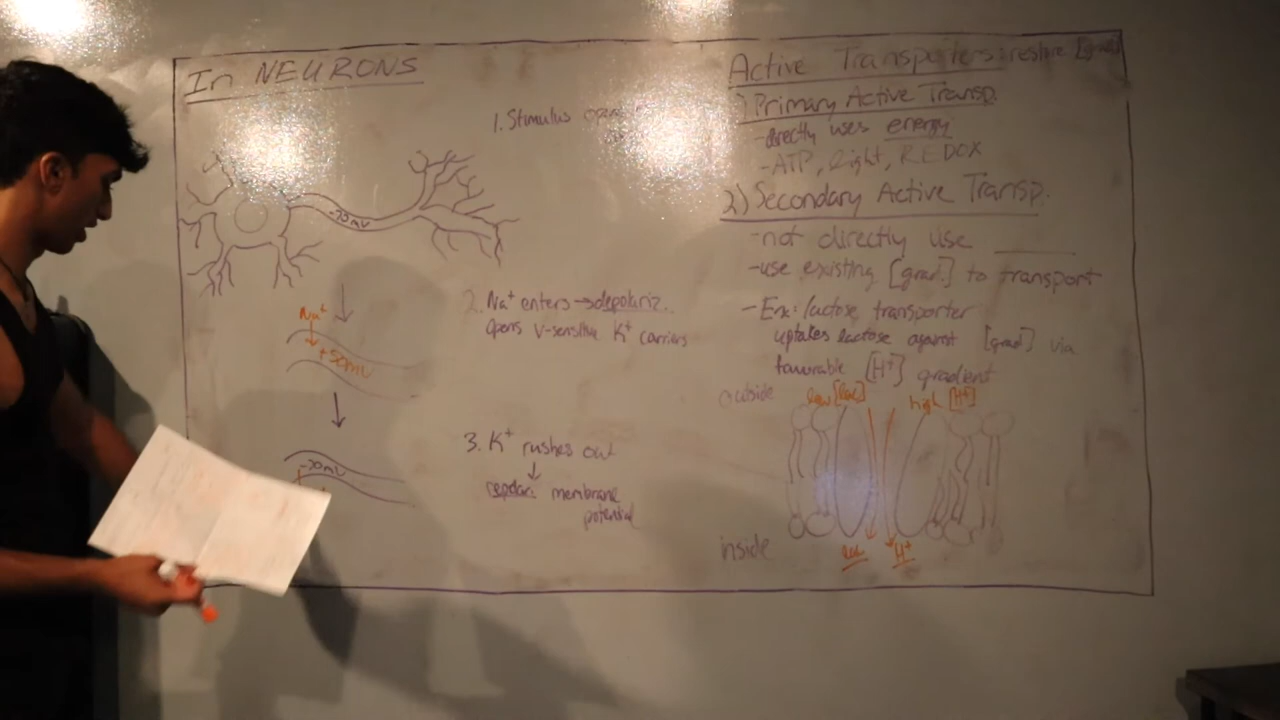 In NEURONS
1. Stimulus
-70mV
Na⁺
+50mV
2. Na⁺ enters → depolariz.
opens V-sensitive K⁺ carriers
3. K⁺ rushes out
↓
repolari. membrane
potential
-70mV
Active Transporters: restore [grad]
1) Primary Active Transp.
-directly uses energy
-ATP, light, REDOX
2) Secondary Active Transp.
-not directly use ____
-use existing [grad.] to transport
-Ex: lactose transporter
uptakes lactose against [grad] via
favorable [H⁺] gradient
outside low [lac] high [H⁺]
inside lac H⁺